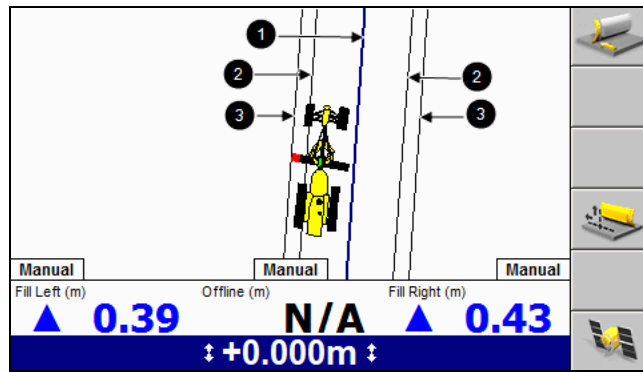 1
2
2
3
3
Manual Manual Manual
Fill Left (m) Offline (m) Fill Right (m)
▲ 0.39 N/A ▲ 0.43
↕ +0.000m ↕